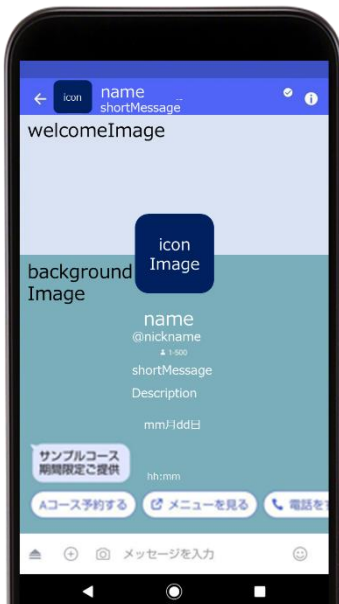 icon
name
shortMessage
welcomeImage
icon
Image
background
Image
name
@nickname
1-500
shortMessage
Description
mm月dd日
サンプルコース
期間限定ご提供
hh:mm
Aコース予約する
メニューを見る
電話をす
メッセージを入力